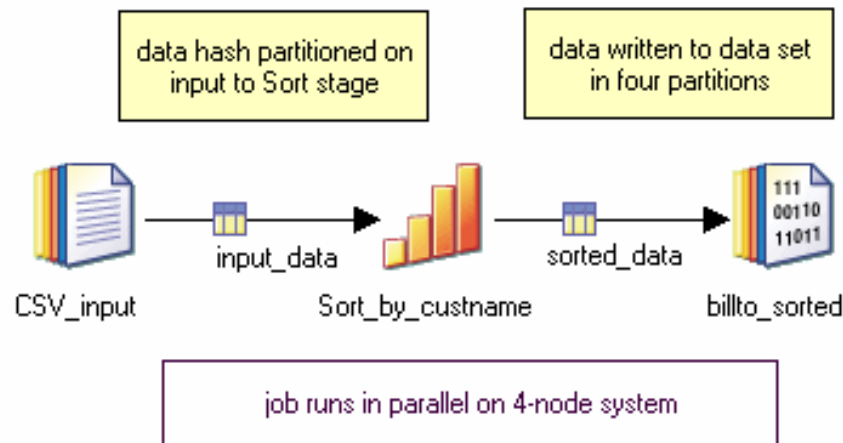 data hash partitioned on
input to Sort stage
data written to data set
in four partitions
input_data
sorted_data
111
00110
11011
CSV_input
Sort_by_custname
billto_sorted
job runs in parallel on 4-node system